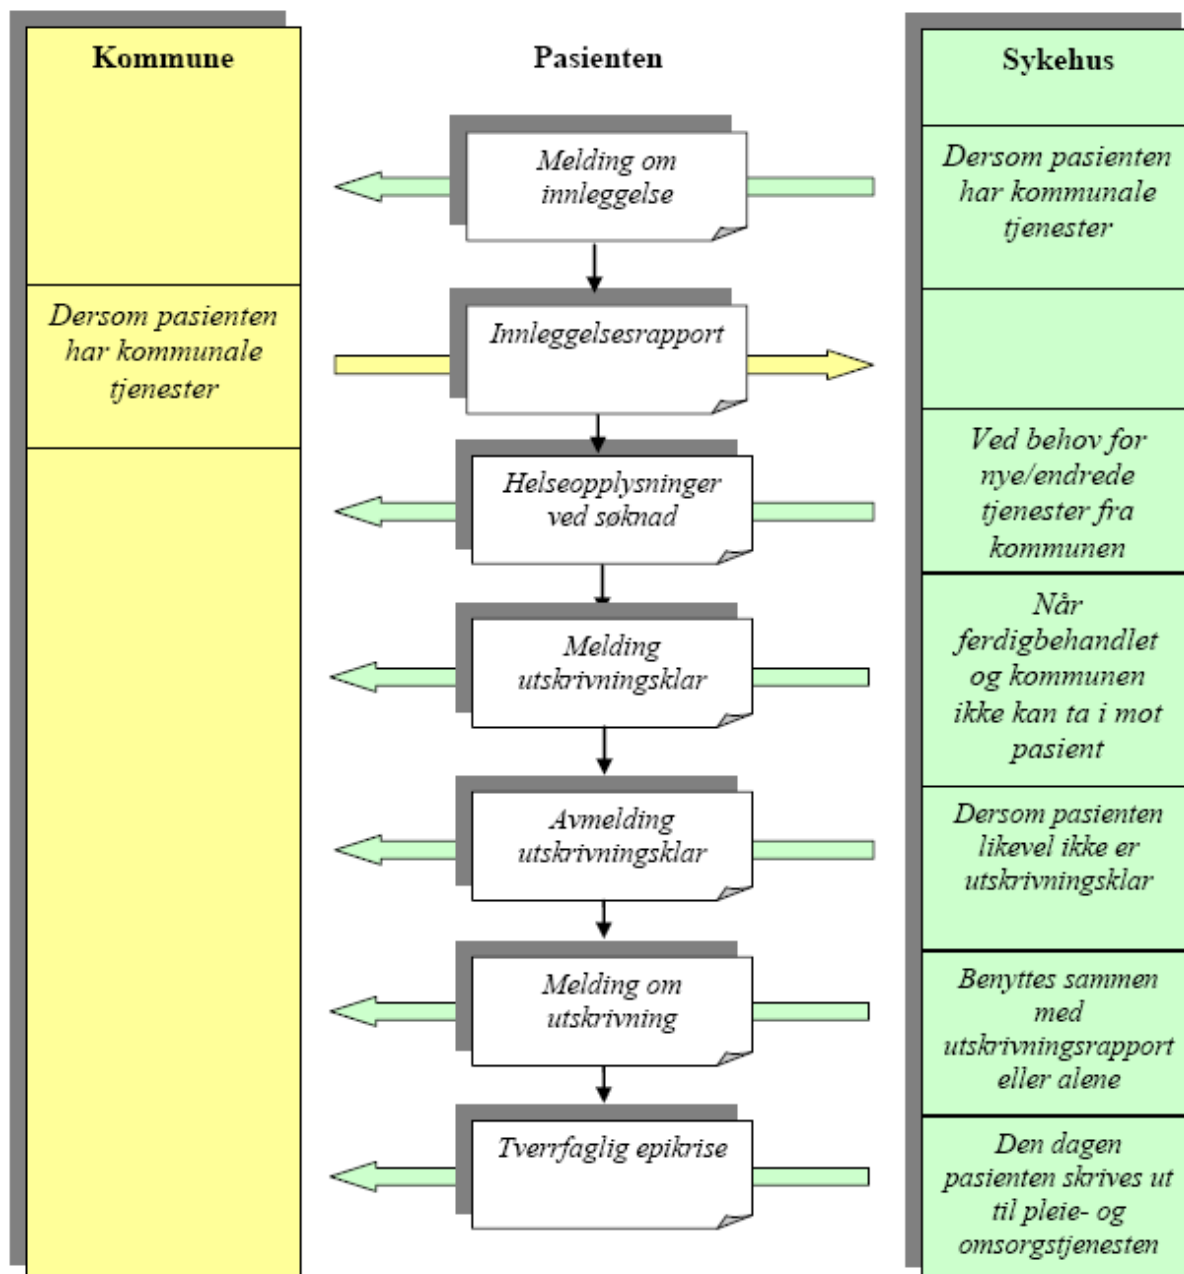 Kommune
Pasienten
Sykehus
Melding om
innleggelse
Dersom pasienten
har kommunale
tjenester
Dersom pasienten
har kommunale
tjenester
Innleggelsesrapport
Helseopplysninger
ved søknad
Ved behov for
nye/endrede
tjenester fra
kommunen
Melding
utskrivningsklar
Når
ferdigbehandlet
og kommunen
ikke kan ta i mot
pasient
Avmelding
utskrivningsklar
Dersom pasienten
likevel ikke er
utskrivningsklar
Melding om
utskrivning
Benyttes sammen
med
utskrivningsrapport
eller alene
Tverrfaglig epikrise
Den dagen
pasienten skrives ut
til pleie- og
omsorgstjenesten